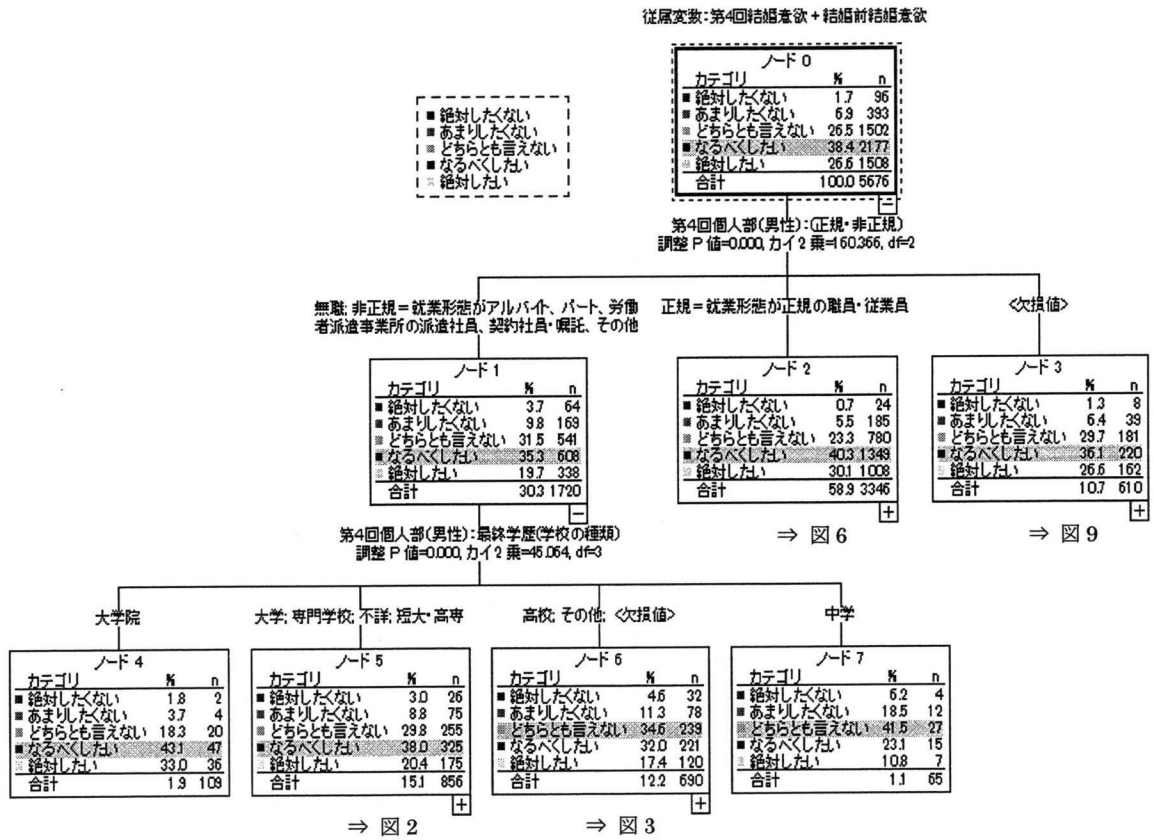 従属変数:第4回結婚意欲+結婚前結婚意欲
ノード 0
カテゴリ % n
絶対したくない 1.7 96
あまりしたくない 6.9 393
どちらとも言えない 26.5 1502
なるべくしたい 38.4 2177
絶対したい 26.6 1508
合計 100.0 5676
絶対したくない
あまりしたくない
どちらとも言えない
なるべくしたい
絶対したい
第4回個人部(男性):(正規・非正規)
調整 P 値=0.000, カイ2 乗=160.366, df=2
無職; 非正規=就業形態がアルバイト、パート、労働
者派遣事業所の派遣社員、契約社員・嘱託、その他
正規=就業形態が正規の職員・従業員
<欠損値>
ノード 1
カテゴリ % n
絶対したくない 3.7 64
あまりしたくない 9.8 169
どちらとも言えない 31.5 541
なるべくしたい 35.3 608
絶対したい 19.7 338
合計 30.3 1720
ノード 2
カテゴリ % n
絶対したくない 0.7 24
あまりしたくない 5.5 185
どちらとも言えない 23.3 780
なるべくしたい 40.3 1349
絶対したい 30.1 1008
合計 58.9 3346
⇒ 図 6
ノード 3
カテゴリ % n
絶対したくない 1.3 8
あまりしたくない 6.4 39
どちらとも言えない 29.7 181
なるべくしたい 36.1 220
絶対したい 26.6 162
合計 10.7 610
⇒ 図 9
第4回個人部(男性):最終学歴(学校の種類)
調整 P 値=0.000, カイ2 乗=45.064, df=3
大学院
大学; 専門学校; 不詳; 短大・高専
高校; その他; <欠損値>
中学
ノード 4
カテゴリ % n
絶対したくない 1.8 2
あまりしたくない 3.7 4
どちらとも言えない 18.3 20
なるべくしたい 43.1 47
絶対したい 33.0 36
合計 1.9 109
ノード 5
カテゴリ % n
絶対したくない 3.0 26
あまりしたくない 8.8 75
どちらとも言えない 29.8 255
なるべくしたい 38.0 325
絶対したい 20.4 175
合計 15.1 856
⇒ 図 2
ノード 6
カテゴリ % n
絶対したくない 4.6 32
あまりしたくない 11.3 78
どちらとも言えない 34.6 239
なるべくしたい 32.0 221
絶対したい 17.4 120
合計 12.2 690
⇒ 図 3
ノード 7
カテゴリ % n
絶対したくない 6.2 4
あまりしたくない 18.5 12
どちらとも言えない 41.5 27
なるべくしたい 23.1 15
絶対したい 10.8 7
合計 1.1 65